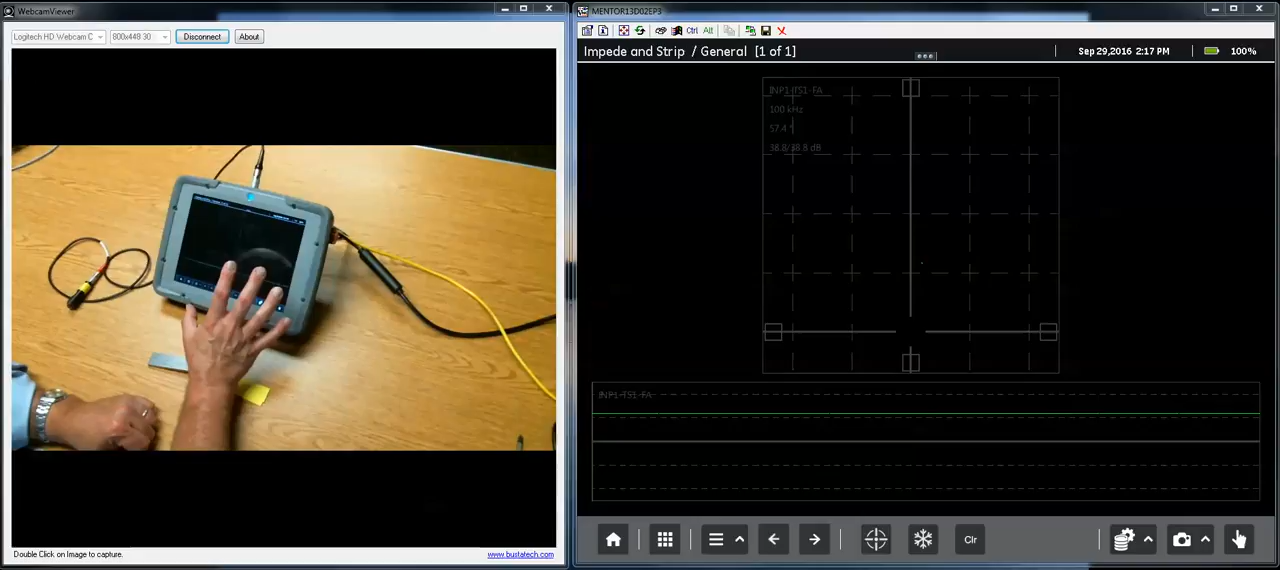 WebcamViewer
Logitech HD Webcam C
800x448 30
Disconnect
About
Double Click on Image to capture.
www.bustatech.com
MENTOR13D02EP3
Ctrl
Alt
Impede and Strip / General [1 of 1]
Sep 29,2016 2:17 PM
100%
INP1-TS1-FA
100 kHz
57.4 °
38.8/38.8 dB
INP1-TS1-FA
Clr